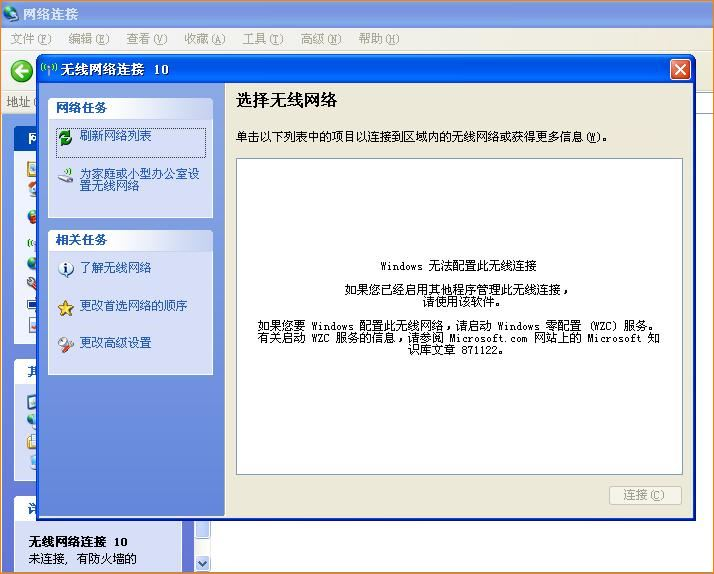 网络连接
文件(F) 编辑(E) 查看(V) 收藏(A) 工具(T) 高级(N) 帮助(H)
地址
无线网络连接 10
网络任务
刷新网络列表
为家庭或小型办公室设
置无线网络
相关任务
了解无线网络
更改首选网络的顺序
更改高级设置
选择无线网络
单击以下列表中的项目以连接到区域内的无线网络或获得更多信息(W)。
Windows 无法配置此无线连接
如果您已经启用其他程序管理此无线连接，
请使用该软件。
如果您要 Windows 配置此无线网络，请启动 Windows 零配置 (WZC) 服务。
有关启动 WZC 服务的信息，请参阅 Microsoft.com 网站上的 Microsoft 知
识库文章 871122。
连接(C)
无线网络连接 10
未连接, 有防火墙的